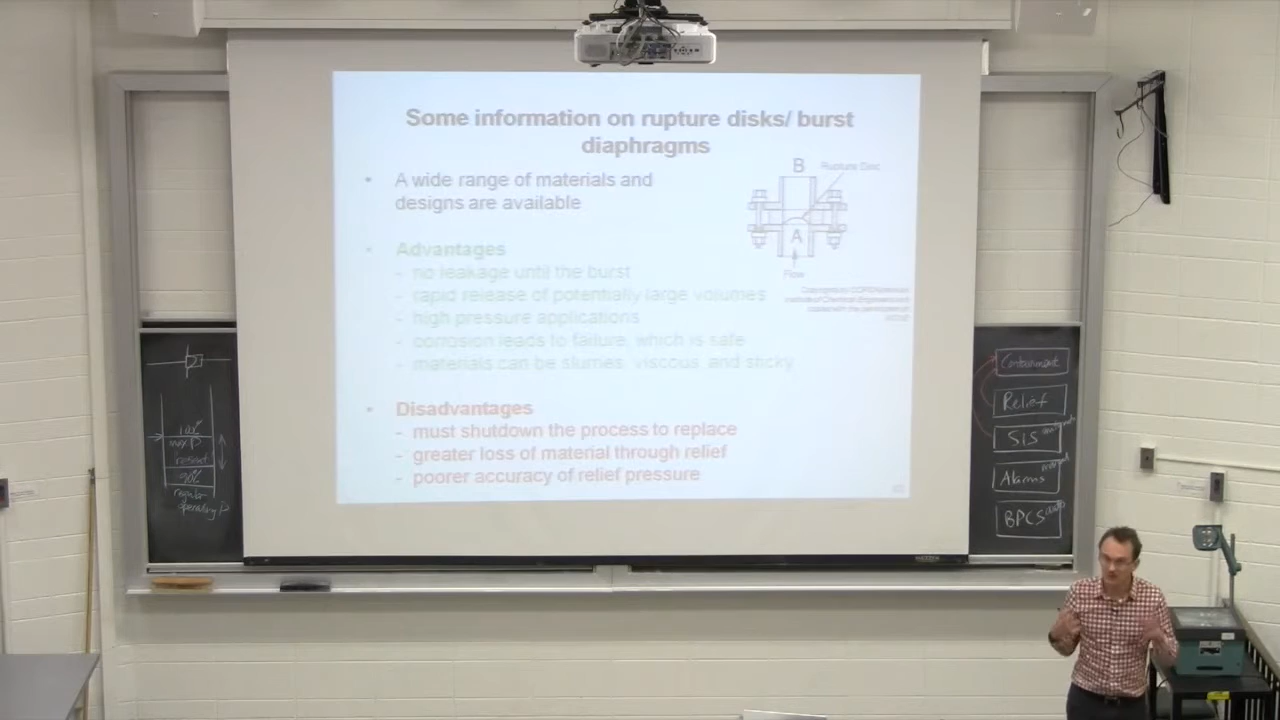 Some information on rupture disks/ burst
diaphragms
• A wide range of materials and
designs are available
• Advantages
- no leakage until the burst
- rapid release of potentially large volumes
- high pressure applications
- corrosion leads to failure, which is safe
- materials can be slurries, viscous, and sticky
• Disadvantages
- must shutdown the process to replace
- greater loss of material through relief
- poorer accuracy of relief pressure
B
Rupture Disc
A
Flow
max P
90%
regular
operating P
Containment
Relief
SIS
Alarms
BPCS auto